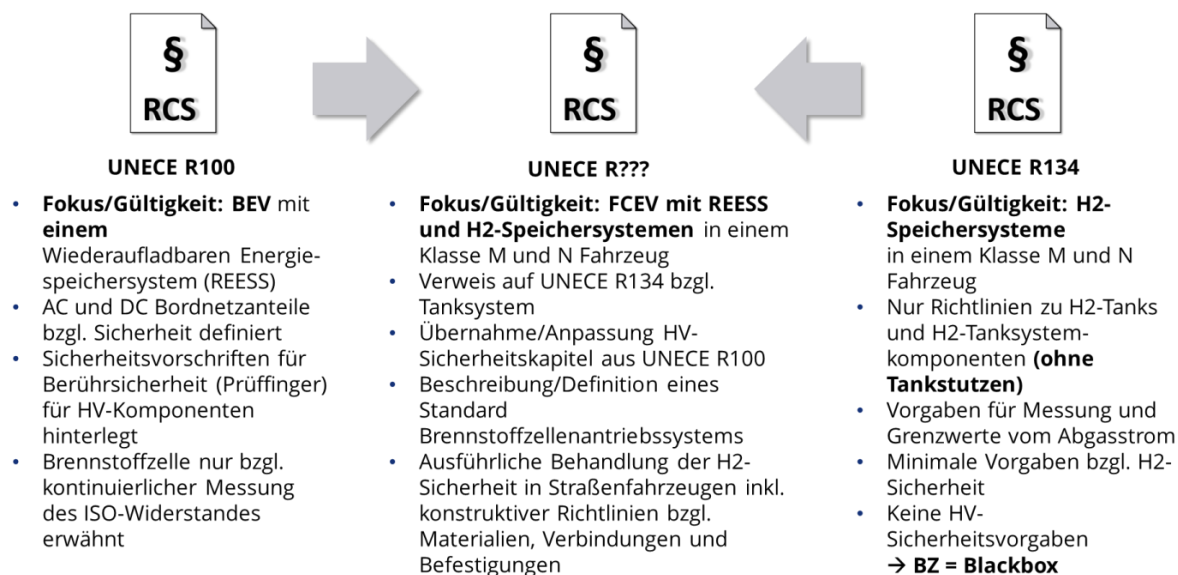 §
RCS
UNECE R100
• Fokus/Gültigkeit: BEV mit
einem
Wiederaufladbaren Energie-
speichersystem (REESS)
• AC und DC Bordnetzanteile
bzgl. Sicherheit definiert
• Sicherheitsvorschriften für
Berührsicherheit (Prüffinger)
für HV-Komponenten
hinterlegt
• Brennstoffzelle nur bzgl.
kontinuierlicher Messung
des ISO-Widerstandes
erwähnt
§
RCS
UNECE R???
• Fokus/Gültigkeit: FCEV mit REESS
und H2-Speichersystemen in einem
Klasse M und N Fahrzeug
• Verweis auf UNECE R134 bzgl.
Tanksystem
• Übernahme/Anpassung HV-
Sicherheitskapitel aus UNECE R100
• Beschreibung/Definition eines
Standard
Brennstoffzellenantriebssystems
• Ausführliche Behandlung der H2-
Sicherheit in Straßenfahrzeugen inkl.
konstruktiver Richtlinien bzgl.
Materialien, Verbindungen und
Befestigungen
§
RCS
UNECE R134
• Fokus/Gültigkeit: H2-
Speichersysteme
in einem Klasse M und N
Fahrzeug
• Nur Richtlinien zu H2-Tanks
und H2-Tanksystem-
komponenten (ohne
Tankstutzen)
• Vorgaben für Messung und
Grenzwerte vom Abgasstrom
• Minimale Vorgaben bzgl. H2-
Sicherheit
• Keine HV-
Sicherheitsvorgaben
→ BZ = Blackbox